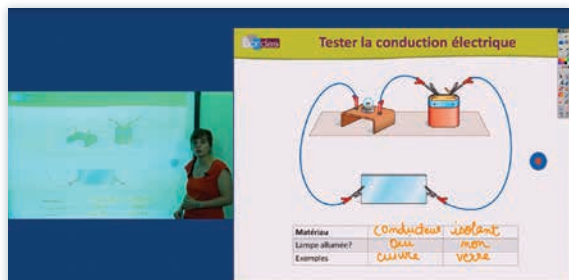 Tester la conduction électrique
Matériau conducteur isolant
Lampe allumée? oui non
Exemples cuivre verre